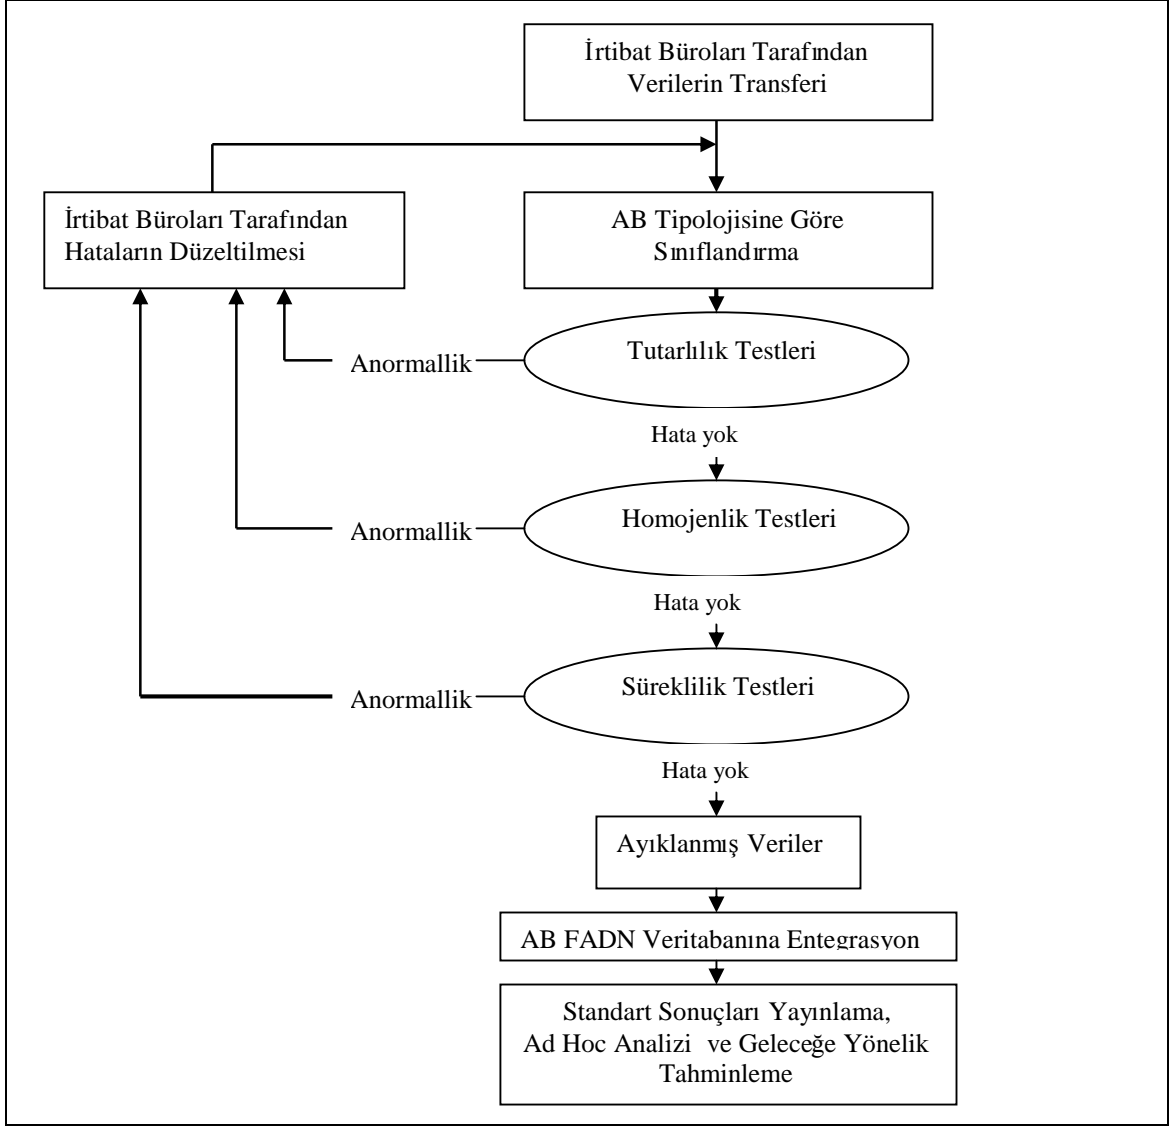 İrtibat Büroları Tarafından
Verilerin Transferi
İrtibat Büroları Tarafından
Hataların Düzeltilmesi
AB Tipolojisine Göre
Sınıflandırma
Tutarlılık Testleri
Anormallik
Hata yok
Homojenlik Testleri
Anormallik
Hata yok
Süreklilik Testleri
Anormallik
Hata yok
Ayıklanmış Veriler
AB FADN Veritabanına Entegrasyon
Standart Sonuçları Yayınlama,
Ad Hoc Analizi ve Geleceğe Yönelik
Tahminleme